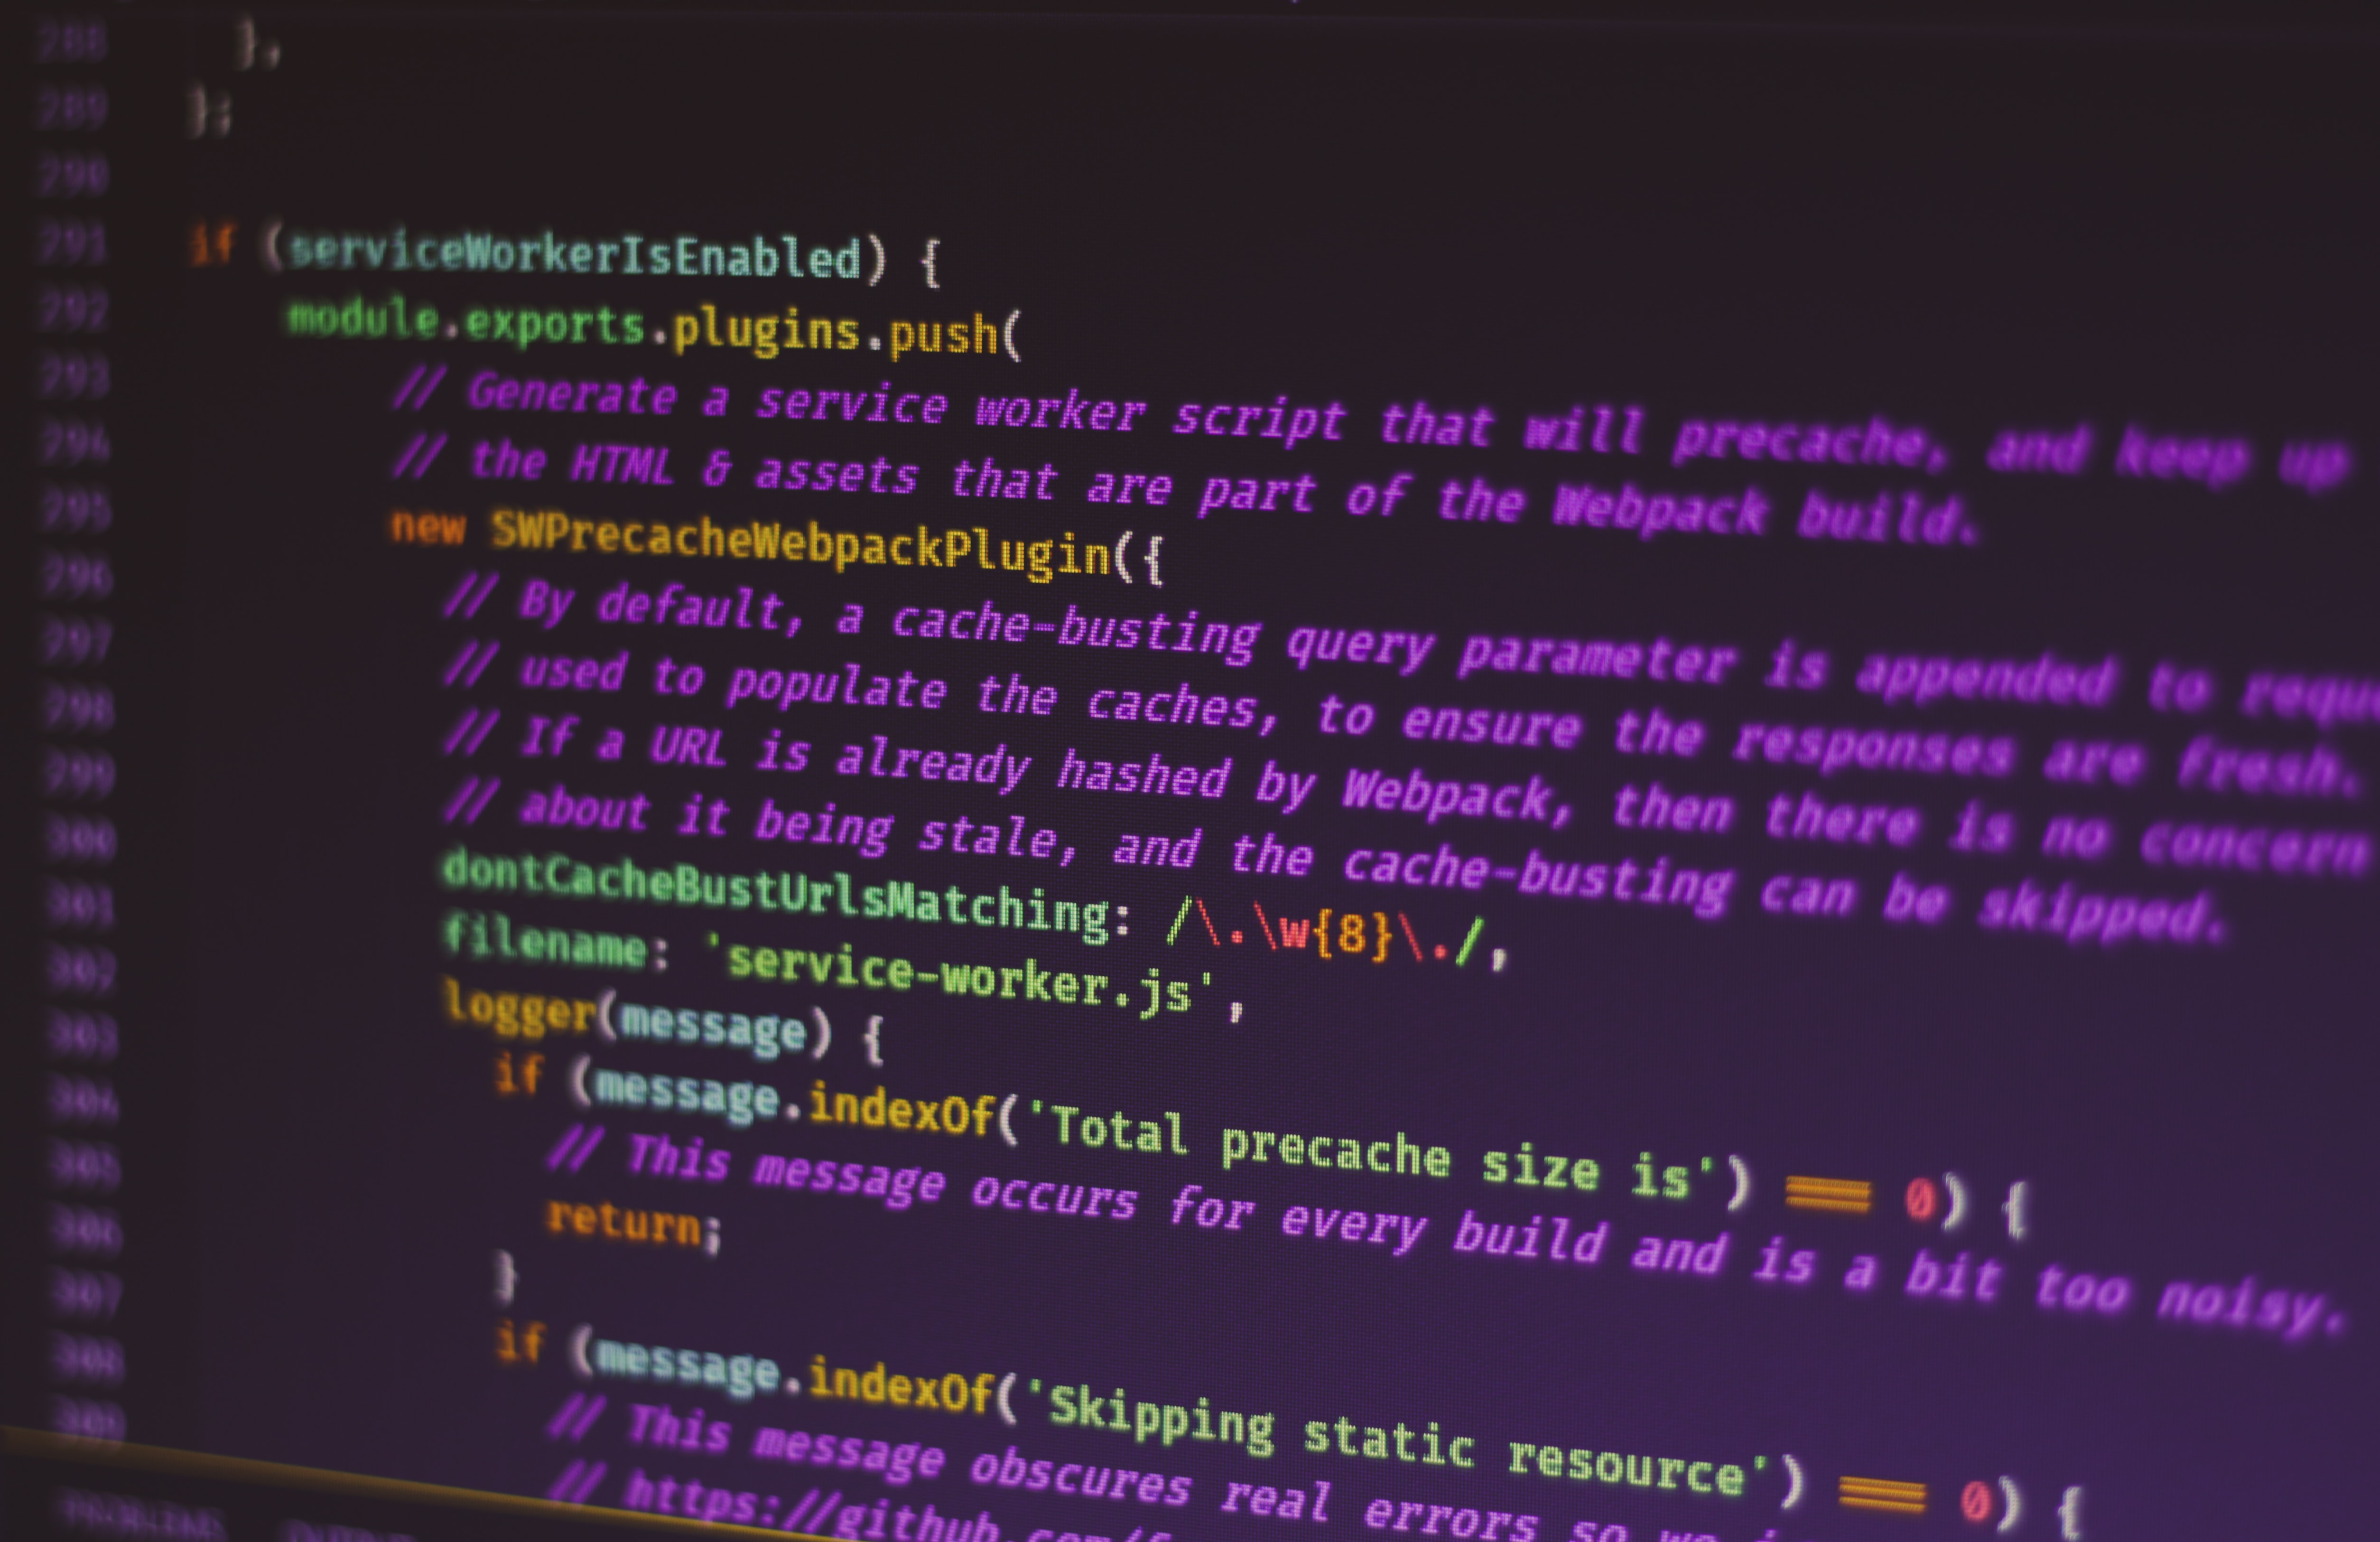 288 },
289 };
290
291 if (serviceWorkerIsEnabled) {
292 module.exports.plugins.push(
293 // Generate a service worker script that will precache, and keep up
294 // the HTML & assets that are part of the Webpack build.
295 new SWPrecacheWebpackPlugin({
296 // By default, a cache-busting query parameter is appended to requ
297 // used to populate the caches, to ensure the responses are fresh.
298 // If a URL is already hashed by Webpack, then there is no concern
299 // about it being stale, and the cache-busting can be skipped.
300 dontCacheBustUrlsMatching: /\.\w{8}\./,
301 filename: 'service-worker.js',
302 logger(message) {
303 if (message.indexOf('Total precache size is') === 0) {
304 // This message occurs for every build and is a bit too noisy.
305 return;
306 }
307 if (message.indexOf('Skipping static resource') === 0) {
308 // This message obscures real errors so we i
309 // https://github.com/f
PROBLEMS OUTPUT